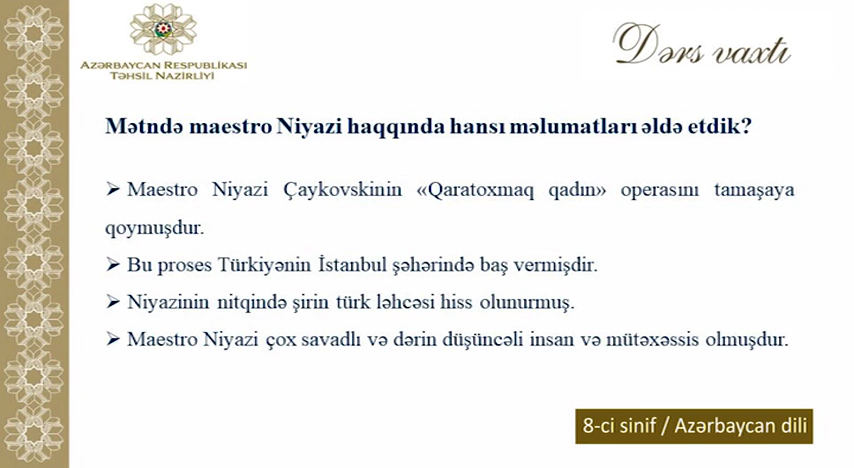 AZƏRBAYCAN RESPUBLİKASI
TƏHSİL NAZİRLİYİ
Dərs vaxtı
Mətndə maestro Niyazi haqqında hansı məlumatları əldə etdik?
➢ Maestro Niyazi Çaykovskinin «Qaratoxmaq qadın» operasını tamaşaya
qoymuşdur.
➢ Bu proses Türkiyənin İstanbul şəhərində baş vermişdir.
➢ Niyazinin nitqində şirin türk ləhcəsi hiss olunurmuş.
➢ Maestro Niyazi çox savadlı və dərin düşüncəli insan və mütəxəssis olmuşdur.
8-ci sinif / Azərbaycan dili